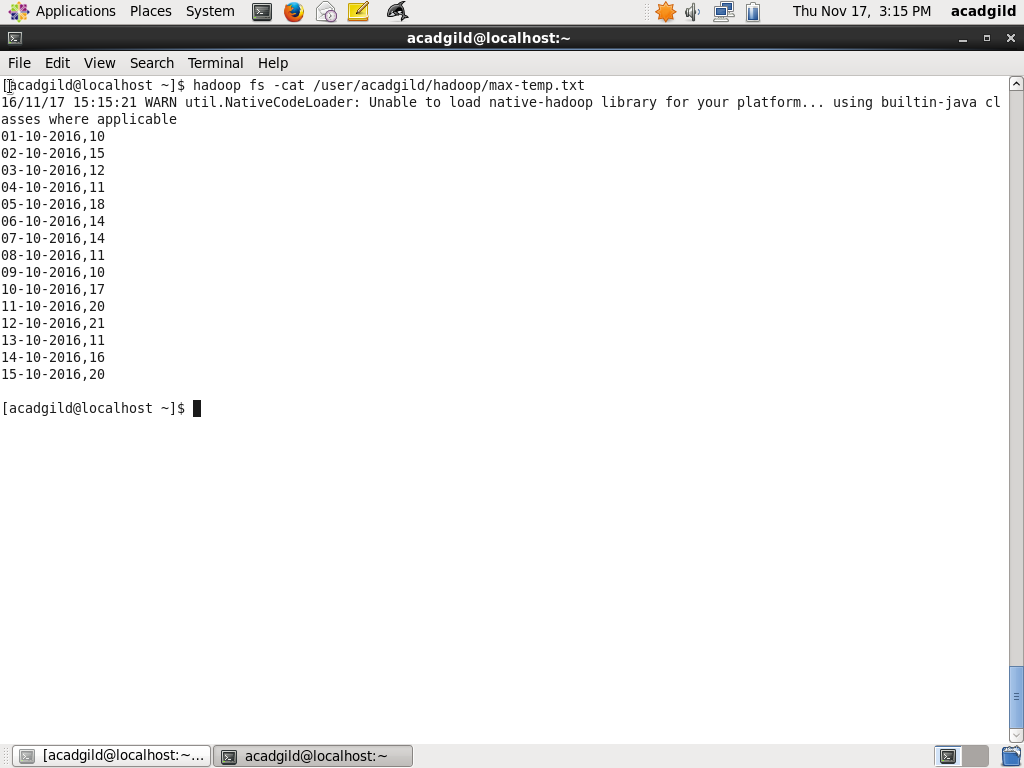 Applications Places System Thu Nov 17, 3:15 PM acadgild
acadgild@localhost:~
File Edit View Search Terminal Help
[acadgild@localhost ~]$ hadoop fs -cat /user/acadgild/hadoop/max-temp.txt
16/11/17 15:15:21 WARN util.NativeCodeLoader: Unable to load native-hadoop library for your platform... using builtin-java cl
asses where applicable
01-10-2016,10
02-10-2016,15
03-10-2016,12
04-10-2016,11
05-10-2016,18
06-10-2016,14
07-10-2016,14
08-10-2016,11
09-10-2016,10
10-10-2016,17
11-10-2016,20
12-10-2016,21
13-10-2016,11
14-10-2016,16
15-10-2016,20
[acadgild@localhost ~]$
[acadgild@localhost:~... acadgild@localhost:~